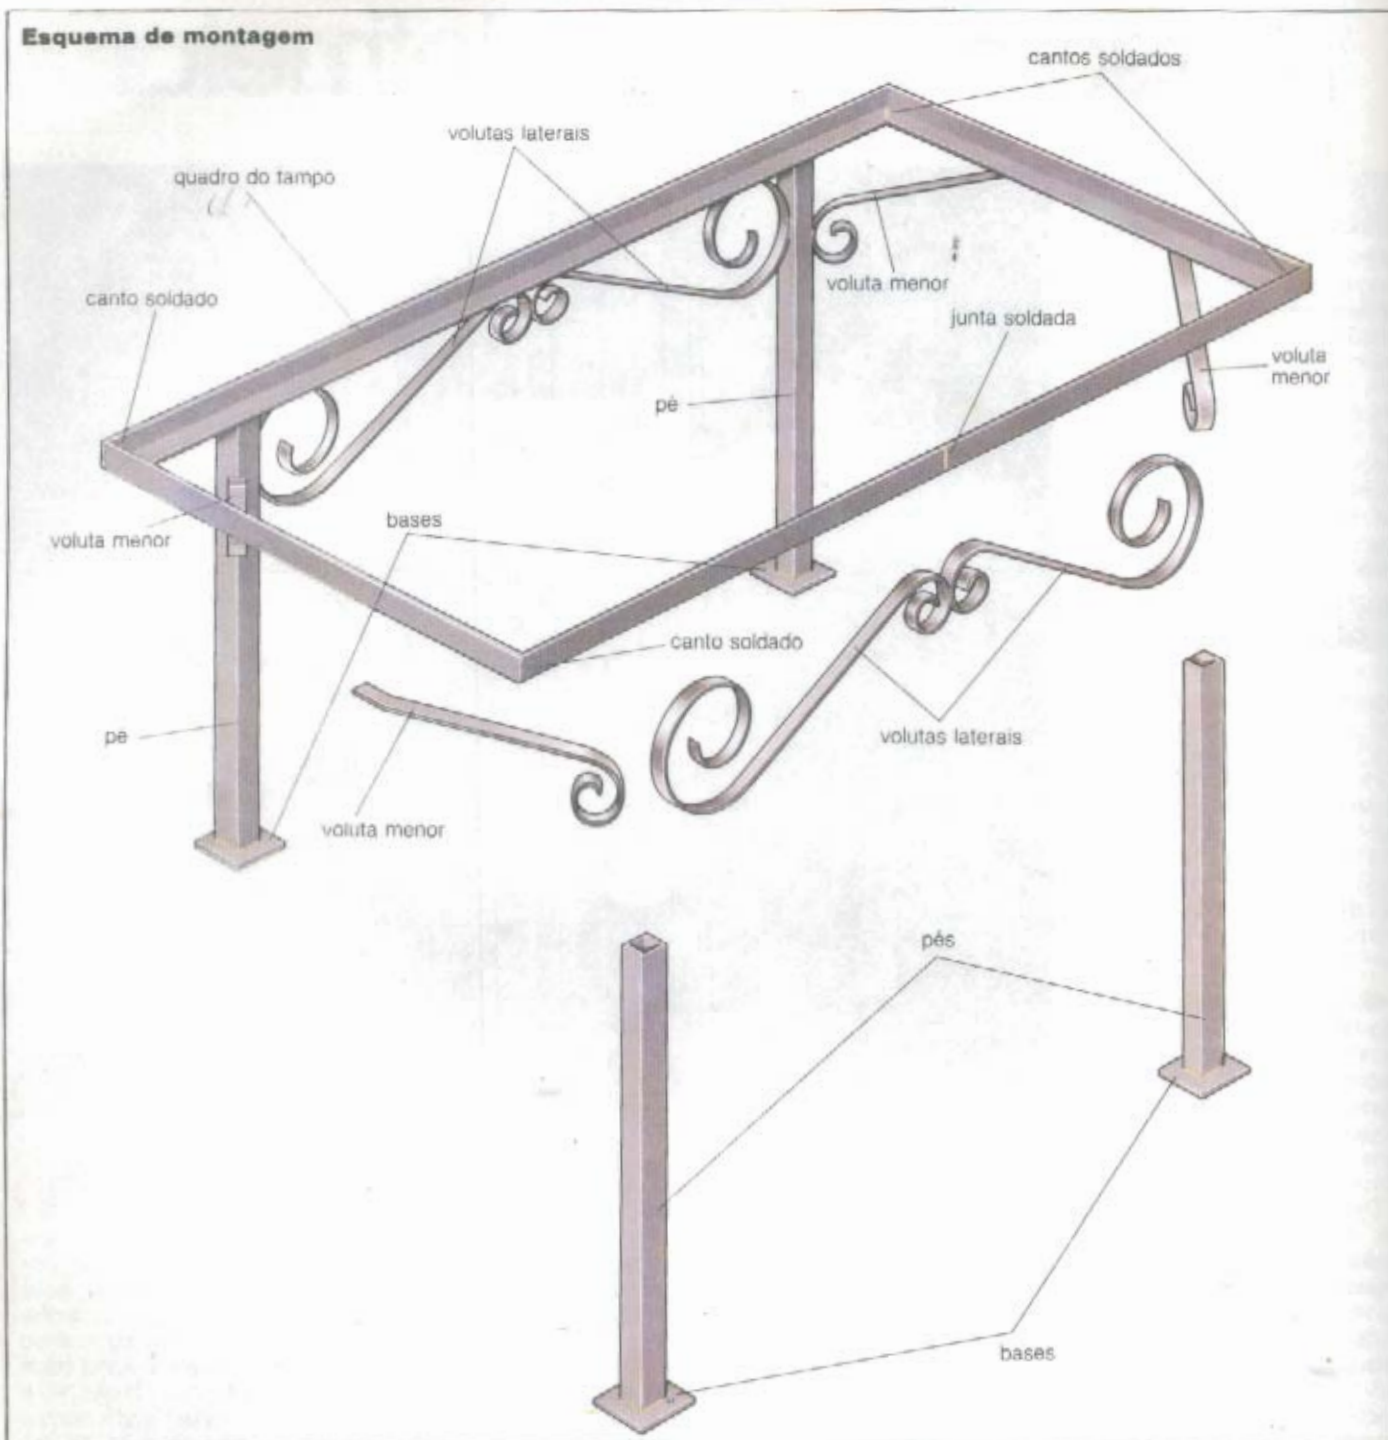 Esquema de montagem
cantos soldados
volutas laterais
quadro do tampo
canto soldado
voluta menor
junta soldada
voluta
menor
pé
bases
voluta menor
canto soldado
pe
volutas laterais
voluta menor
pés
bases